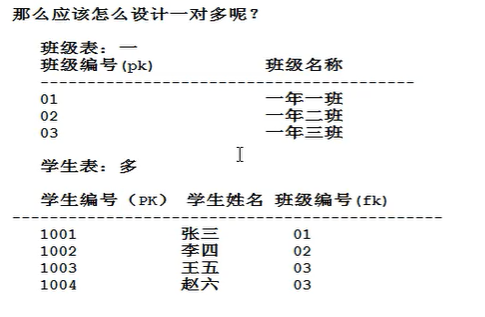 那么应该怎么设计一对多呢？
班级表：一
班级编号(pk) 班级名称
----------------------------------------
01 一年一班
02 一年二班
03 一年三班
学生表：多
学生编号（PK） 学生姓名 班级编号(fk)
----------------------------------------------
1001 张三 01
1002 李四 02
1003 王五 03
1004 赵六 03